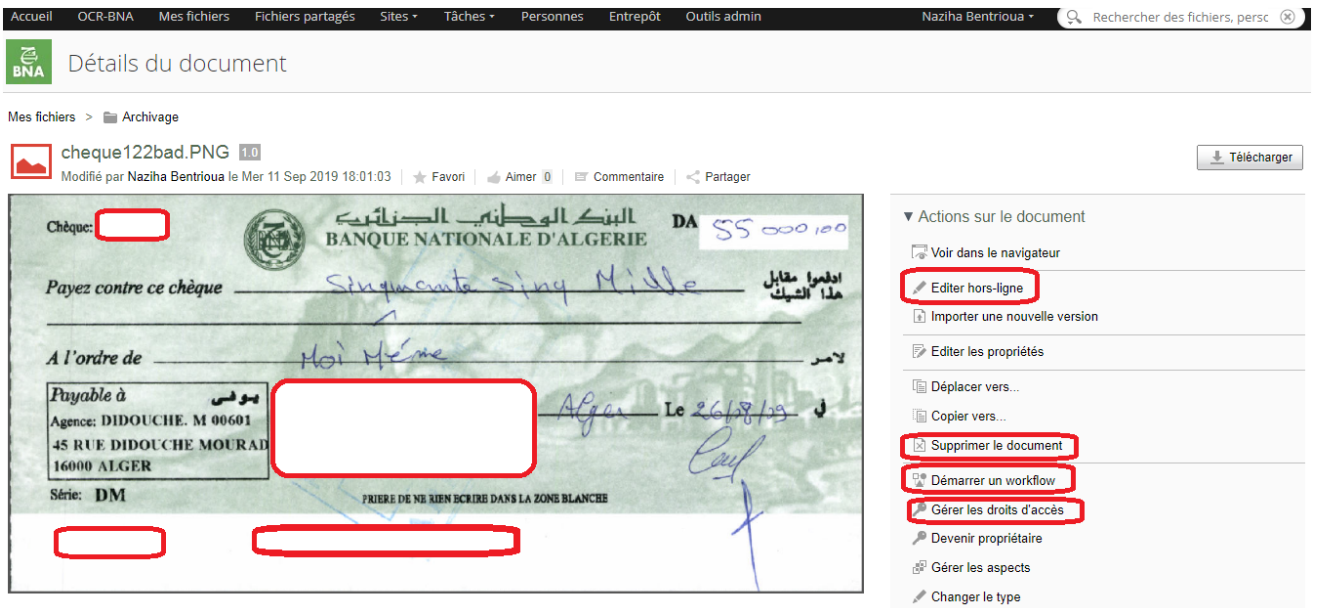 Accueil OCR-BNA Mes fichiers Fichiers partagés Sites Tâches Personnes Entrepôt Outils admin Naziha Bentrioua Rechercher des fichiers, persc
BNA Détails du document
Mes fichiers > Archivage
cheque122bad.PNG 1.0
Télécharger
Modifié par Naziha Bentrioua le Mer 11 Sep 2019 18:01:03 Favori Aimer 0 Commentaire Partager
Chèque:
البنك الوطني الجزائري
BANQUE NATIONALE D'ALGERIE
DA 55 000,00
Payez contre ce chèque Sinquante Sinq Mille ادفعوا مقابل
هذا الشيك
A l'ordre de Moi Même لامر
Payable à يوفى
Agence: DIDOUCHE. M 00601
45 RUE DIDOUCHE MOURAD
16000 ALGER
Alger Le في
Série: DM
PRIERE DE NE RIEN ECRIRE DANS LA ZONE BLANCHE
Actions sur le document
Voir dans le navigateur
Editer hors-ligne
Importer une nouvelle version
Editer les propriétés
Déplacer vers...
Copier vers...
Supprimer le document
Démarrer un workflow
Gérer les droits d'accès
Devenir propriétaire
Gérer les aspects
Changer le type